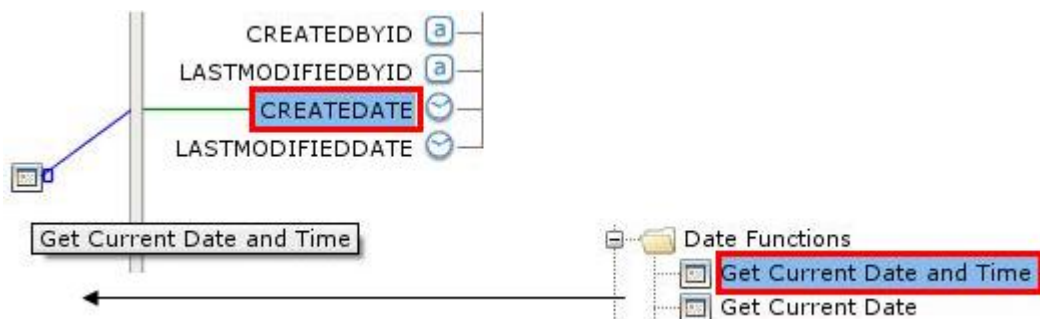 CREATEDBYID a
LASTMODIFIEDBYID a
CREATEDATE
LASTMODIFIEDDATE
Get Current Date and Time
Date Functions
Get Current Date and Time
Get Current Date